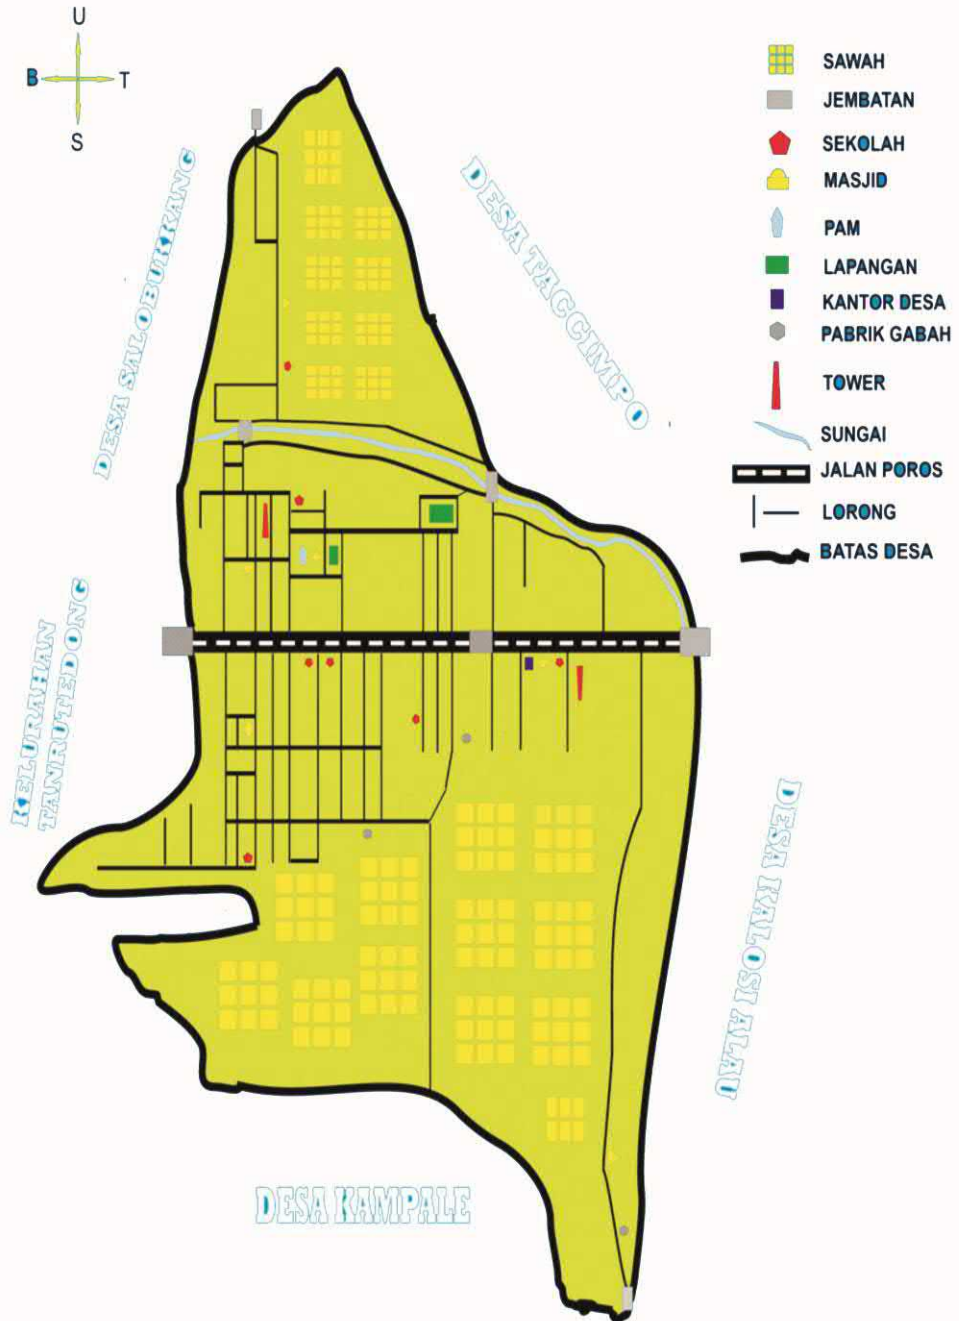 U
B
T
S
SAWAH
JEMBATAN
SEKOLAH
MASJID
PAM
LAPANGAN
KANTOR DESA
PABRIK GABAH
TOWER
SUNGAI
JALAN POROS
LORONG
BATAS DESA
DESA SALOBUKKANG
DESA TACCIMPO
KELURAHAN
TANRUTEDONG
DESA KALOSI ALAU
DESA KAMPALE